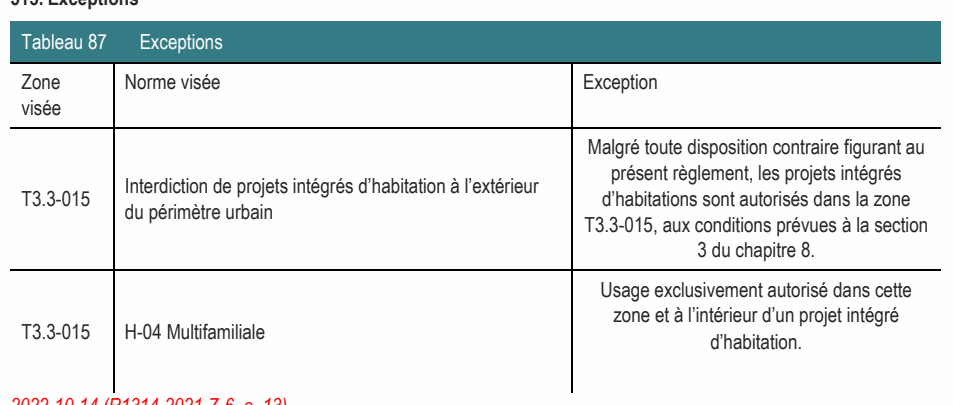 513. Exceptions
Tableau 87 Exceptions
Zone visée
Norme visée
Exception
T3.3-015
Interdiction de projets intégrés d'habitation à l'extérieur
du périmètre urbain
Malgré toute disposition contraire figurant au
présent règlement, les projets intégrés
d'habitations sont autorisés dans la zone
T3.3-015, aux conditions prévues à la section
3 du chapitre 8.
T3.3-015
H-04 Multifamiliale
Usage exclusivement autorisé dans cette
zone et à l'intérieur d'un projet intégré
d'habitation.
2022-10-14 (R1314-2021-Z-6, a. 13)